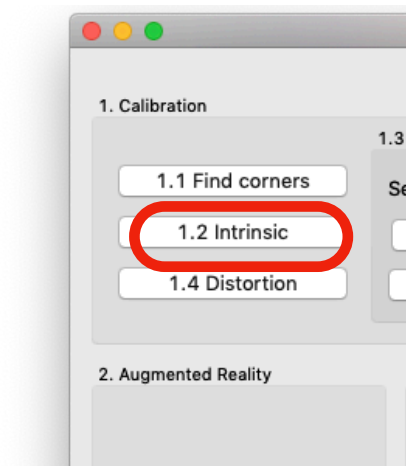 1. Calibration
1.3
1.1 Find corners
Se
1.2 Intrinsic
1.4 Distortion
2. Augmented Reality